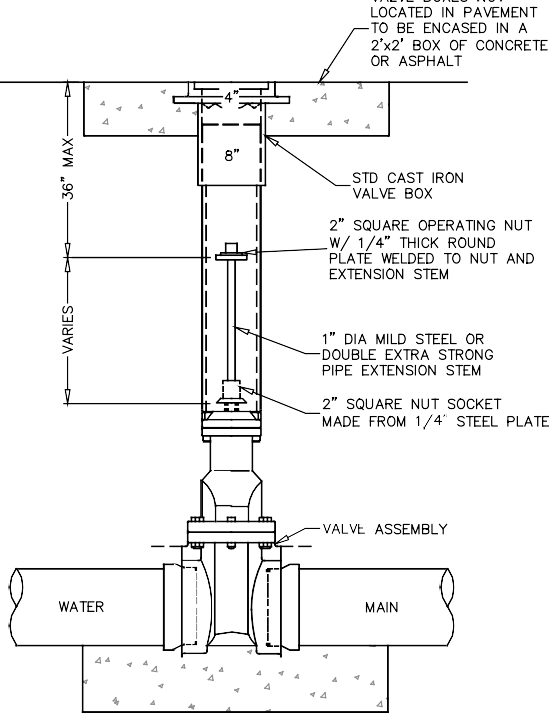 VALVE BOXES NOT
LOCATED IN PAVEMENT
TO BE ENCASED IN A
2'x2' BOX OF CONCRETE
OR ASPHALT
4"
8"
36" MAX
STD CAST IRON
VALVE BOX
2" SQUARE OPERATING NUT
W/ 1/4" THICK ROUND
PLATE WELDED TO NUT AND
EXTENSION STEM
VARIES
1" DIA MILD STEEL OR
DOUBLE EXTRA STRONG
PIPE EXTENSION STEM
2" SQUARE NUT SOCKET
MADE FROM 1/4" STEEL PLATE
VALVE ASSEMBLY
WATER
MAIN